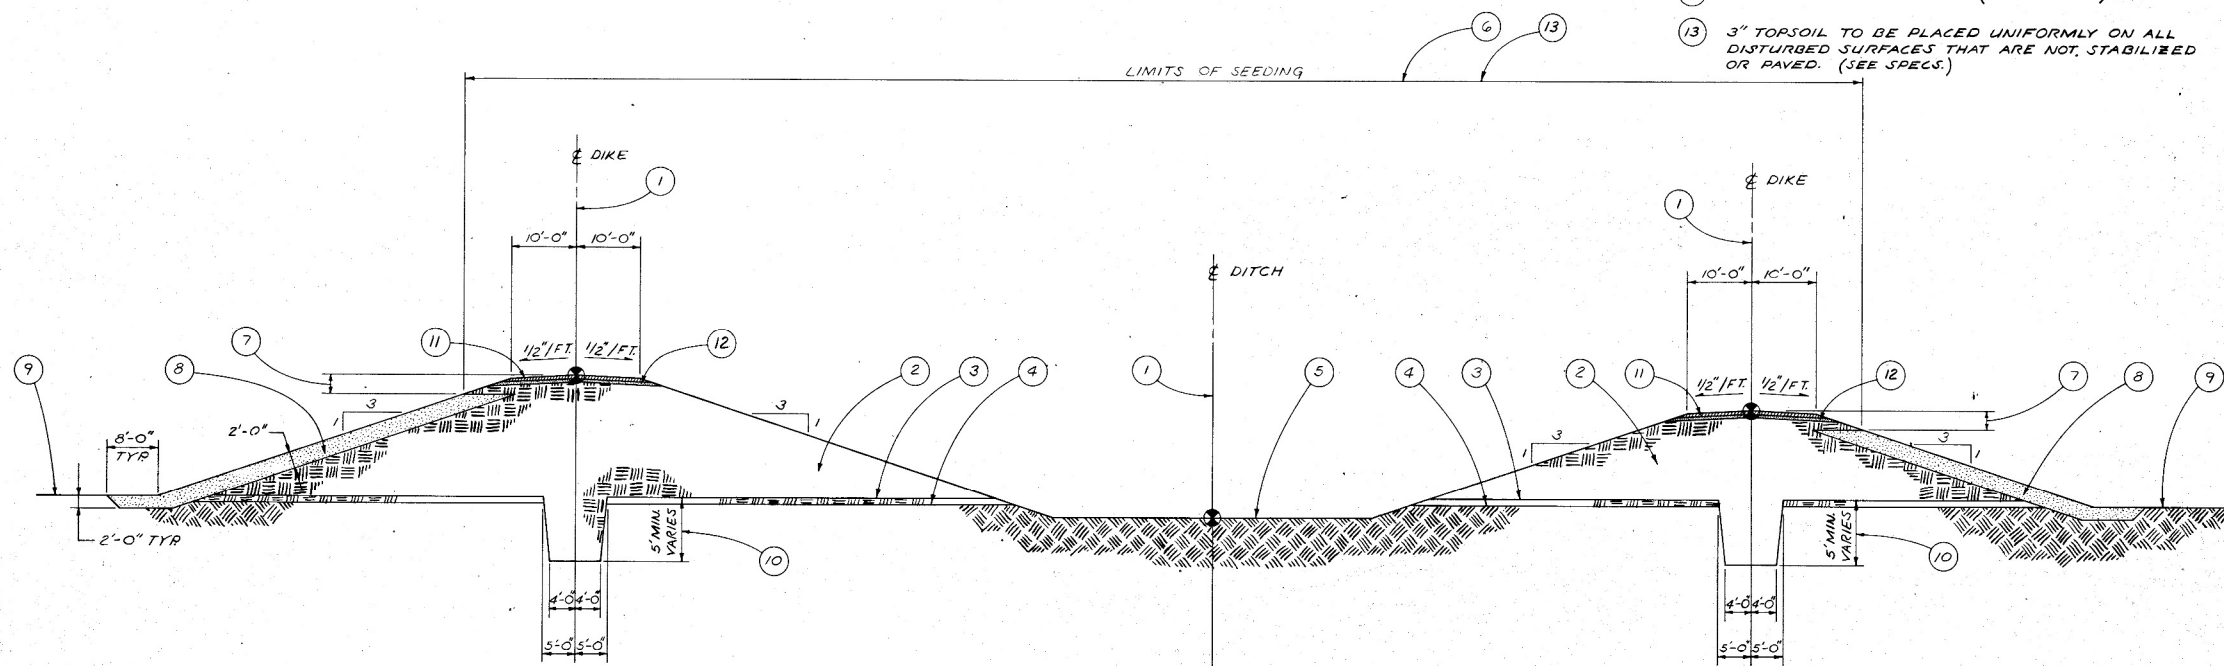 6
13
13 3" TOPSOIL TO BE PLACED UNIFORMLY ON ALL
DISTURBED SURFACES THAT ARE NOT, STABILIZED
OR PAVED. (SEE SPECS.)
LIMITS OF SEEDING
℄ DIKE
1
℄ DIKE
1
10'-0" 10'-0"
℄ DITCH
10'-0" 10'-0"
7
11
1/2"/FT. 1/2"/FT.
12
9
8
2
3
4
1
5
4
3
2
11
1/2"/FT. 1/2"/FT.
12
7
8
9
3
1
3
1
3
1
3
1
8'-0"
TYP.
2'-0"
2'-0" TYP.
5' MIN.
VARIES
10
5' MIN.
VARIES
10
4'-0" 4'-0"
5'-0" 5'-0"
4'-0" 4'-0"
5'-0" 5'-0"